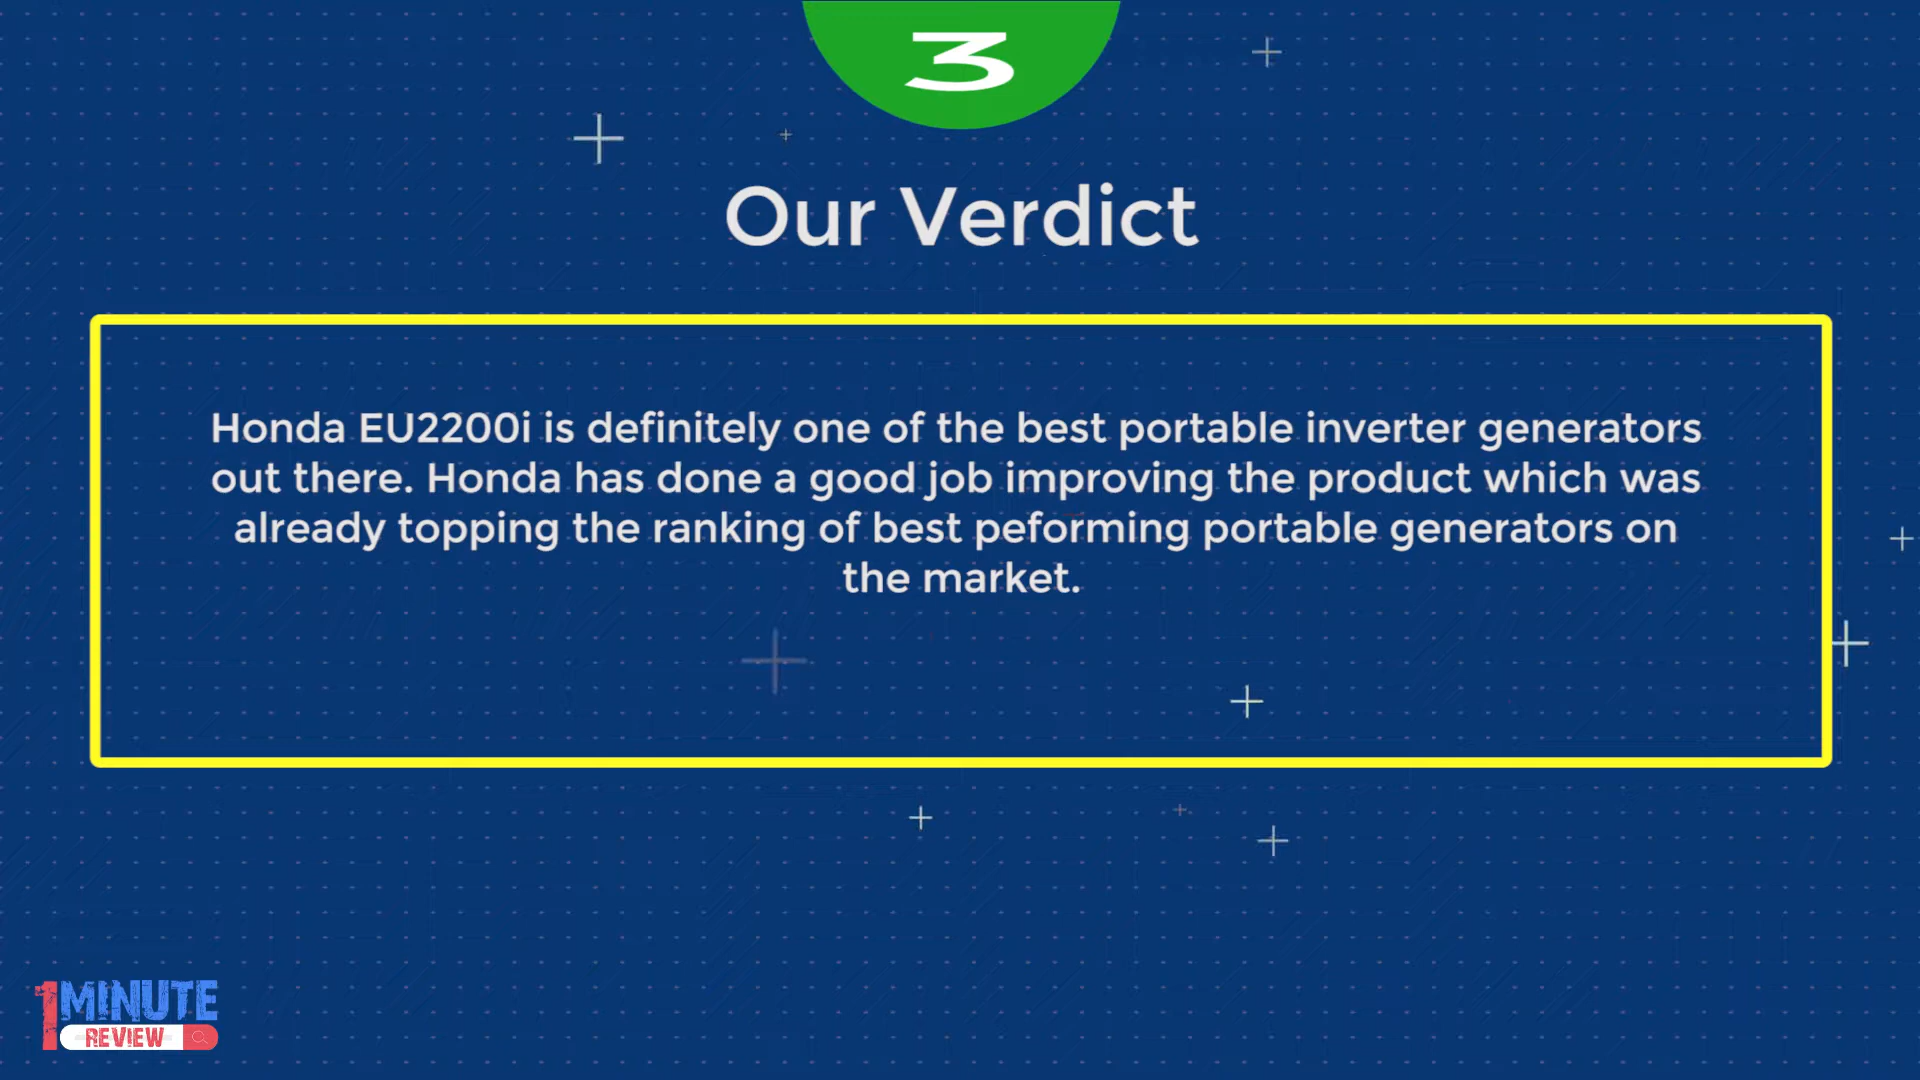 3
Our Verdict
Honda EU2200i is definitely one of the best portable inverter generators
out there. Honda has done a good job improving the product which was
already topping the ranking of best peforming portable generators on
the market.
1MINUTE
REVIEW